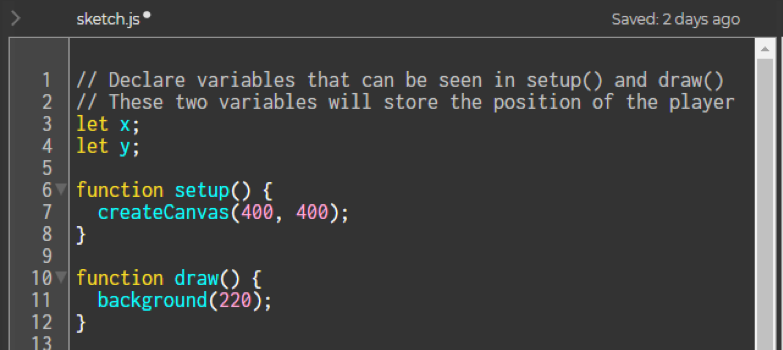 sketch.js Saved: 2 days ago
1 // Declare variables that can be seen in setup() and draw()
2 // These two variables will store the position of the player
3 let x;
4 let y;
5
6 function setup() {
7   createCanvas(400, 400);
8 }
9
10 function draw() {
11   background(220);
12 }
13